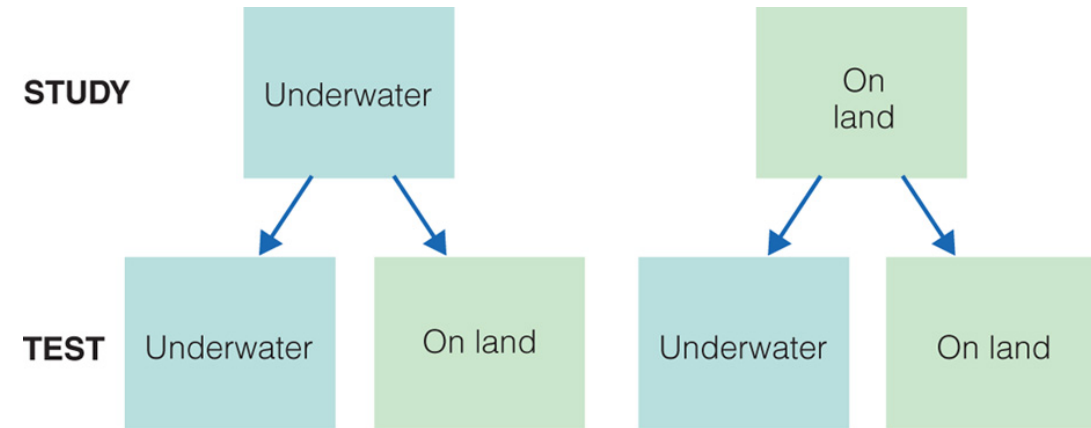 STUDY
Underwater
On
land
TEST
Underwater
On land
Underwater
On land